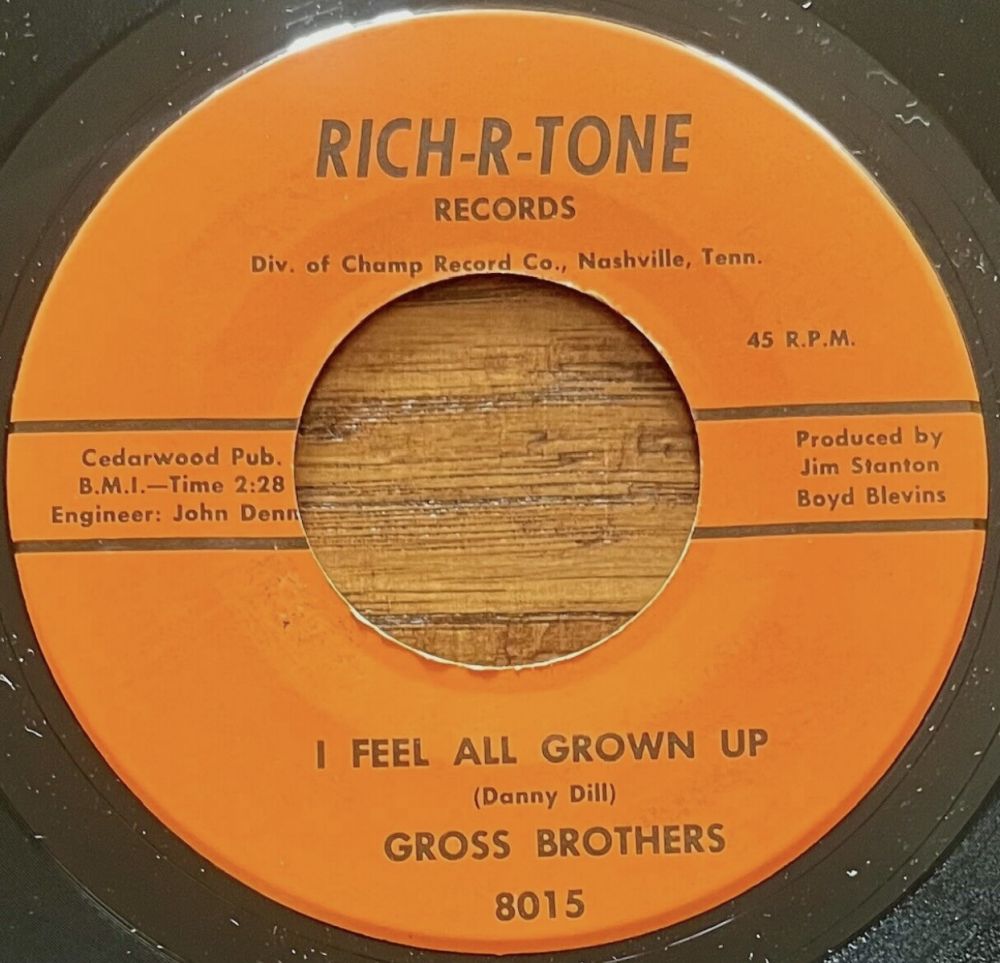 RICH-R-TONE
RECORDS
Div. of Champ Record Co., Nashville, Tenn.
45 R.P.M.
Cedarwood Pub.
B.M.I.—Time 2:28
Engineer: John Denn
Produced by
Jim Stanton
Boyd Blevins
I FEEL ALL GROWN UP
(Danny Dill)
GROSS BROTHERS
8015